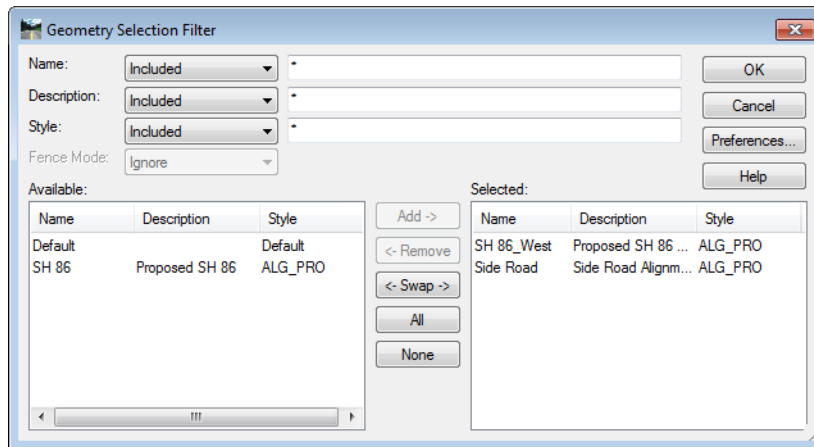 Geometry Selection Filter
Name: Included *
Description: Included *
Style: Included *
Fence Mode: Ignore
OK
Cancel
Preferences...
Help
Available:
Name Description Style
Default Default
SH 86 Proposed SH 86 ALG_PRO
Add ->
<- Remove
<- Swap ->
All
None
Selected:
Name Description Style
SH 86_West Proposed SH 86 ... ALG_PRO
Side Road Side Road Alignm... ALG_PRO